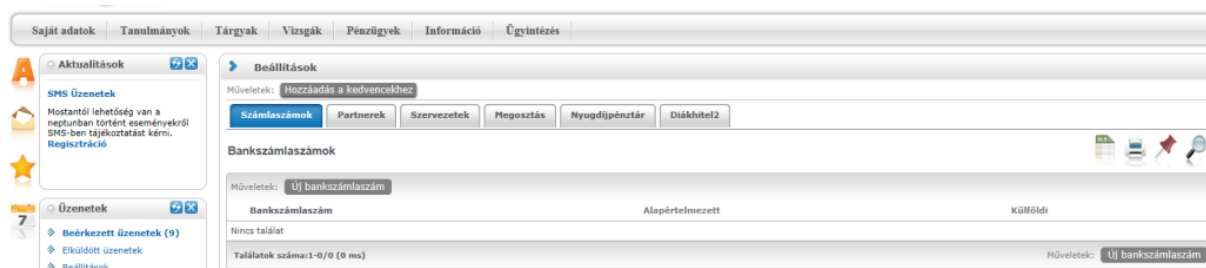 Saját adatok Tanulmányok Tárgyak Vizsgák Pénzügyek Információ Ügyintézés
Aktualitások
SMS Üzenetek
Mostantól lehetőség van a
neptunban történt eseményekről
SMS-ben tájékoztatást kérni.
Regisztráció
Üzenetek
7
Beérkezett üzenetek (9)
Elküldött üzenetek
Beállítások
Beállítások
Műveletek: Hozzáadás a kedvencekhez
Számlaszámok Partnerek Szervezetek Megosztás Nyugdíjpénztár Diákhitel2
Bankszámlaszámok
Műveletek: Új bankszámlaszám
Bankszámlaszám Alapértelmezett Külföldi
Nincs találat
Találatok száma:1-0/0 (0 ms) Műveletek: Új bankszámlaszám